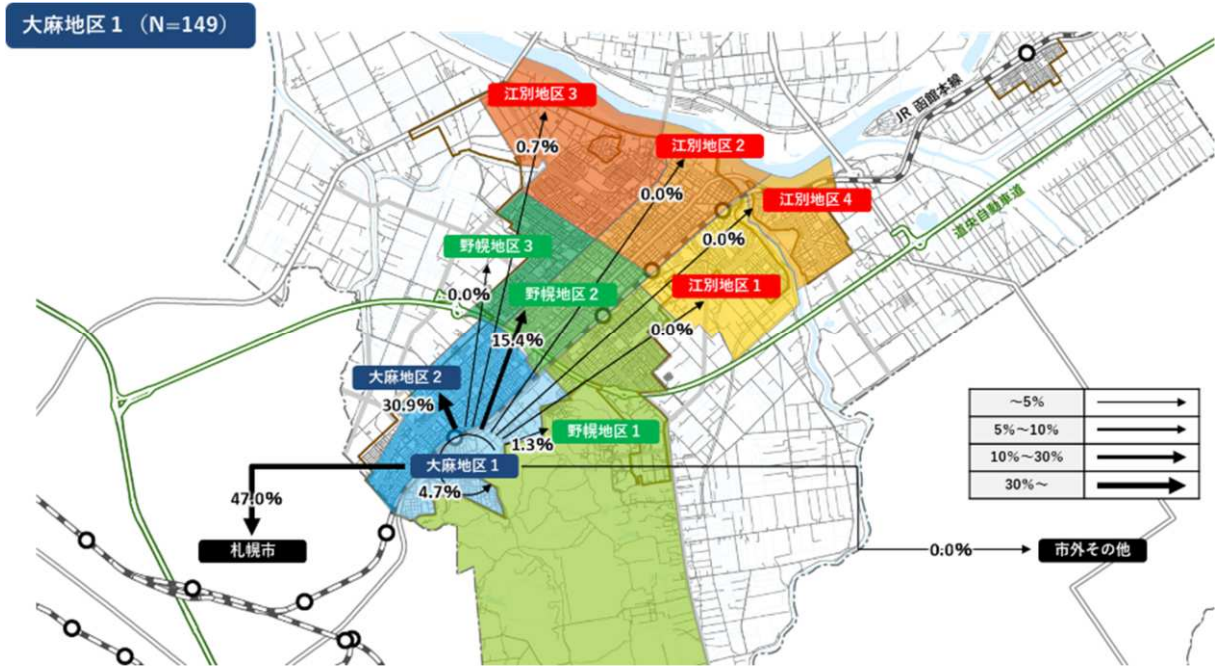 大麻地区1 (N=149)
JR 函館本線
江別地区3
0.7%
江別地区2
0.0%
江別地区4
0.0%
道央自動車道
野幌地区3
0.0%
野幌地区2
15.4%
江別地区1
0.0%
大麻地区2
30.9%
野幌地区1
1.3%
大麻地区1
4.7%
47.0%
札幌市
0.0%
市外その他
～5%
5%～10%
10%～30%
30%～